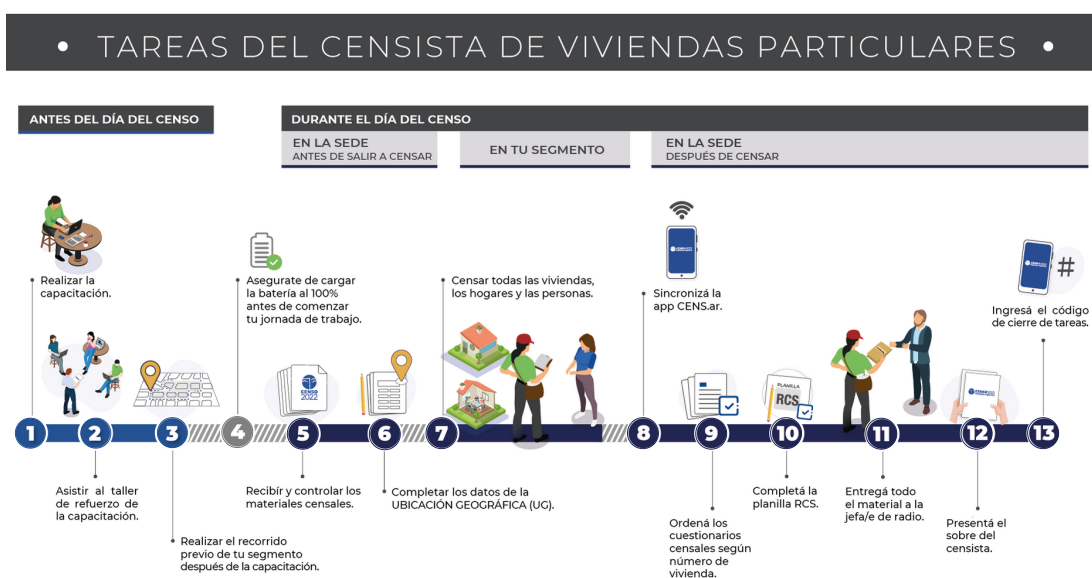 • TAREAS DEL CENSISTA DE VIVIENDAS PARTICULARES •
ANTES DEL DÍA DEL CENSO
DURANTE EL DÍA DEL CENSO
EN LA SEDE
ANTES DE SALIR A CENSAR
EN TU SEGMENTO
EN LA SEDE
DESPUÉS DE CENSAR
Realizar la
capacitación.
Asegurate de cargar
la batería al 100%
antes de comenzar
tu jornada de trabajo.
Censar todas las viviendas,
los hogares y las personas.
Sincronizá la
app CENS.ar.
#
Ingresá el código
de cierre de tareas.
CENSO
2022
PLANILLA
RCS
1
2
3
4
5
6
7
8
9
10
11
12
13
Asistir al taller
de refuerzo de
la capacitación.
Realizar el recorrido
previo de tu segmento
después de la capacitación.
Recibír y controlar los
materiales censales.
Completar los datos de la
UBICACIÓN GEOGRÁFICA (UG).
Ordená los
cuestionarios
censales según
número de
vivienda.
Completá la
planilla RCS.
Entregá todo
el material a la
jefa/e de radio.
Presentá el
sobre del
censista.